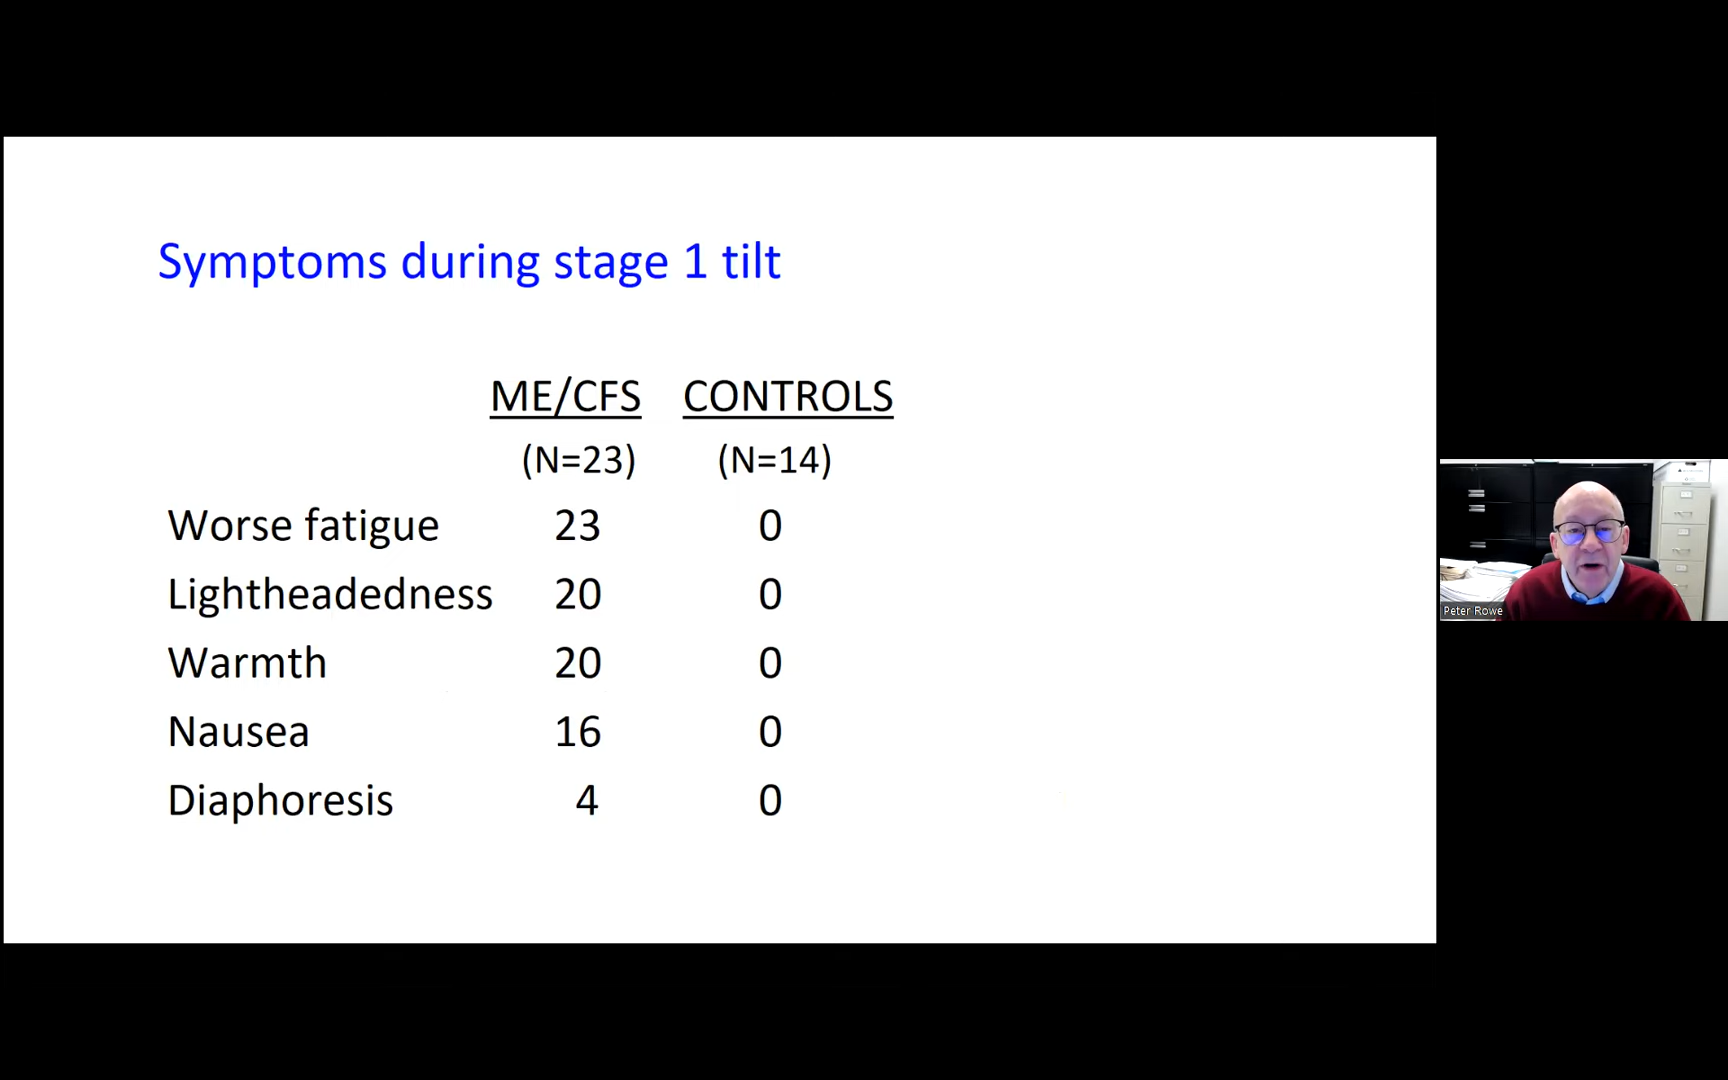 Symptoms during stage 1 tilt
ME/CFS CONTROLS
(N=23) (N=14)
Worse fatigue 23 0
Lightheadedness 20 0
Warmth 20 0
Nausea 16 0
Diaphoresis 4 0
Peter Rowe